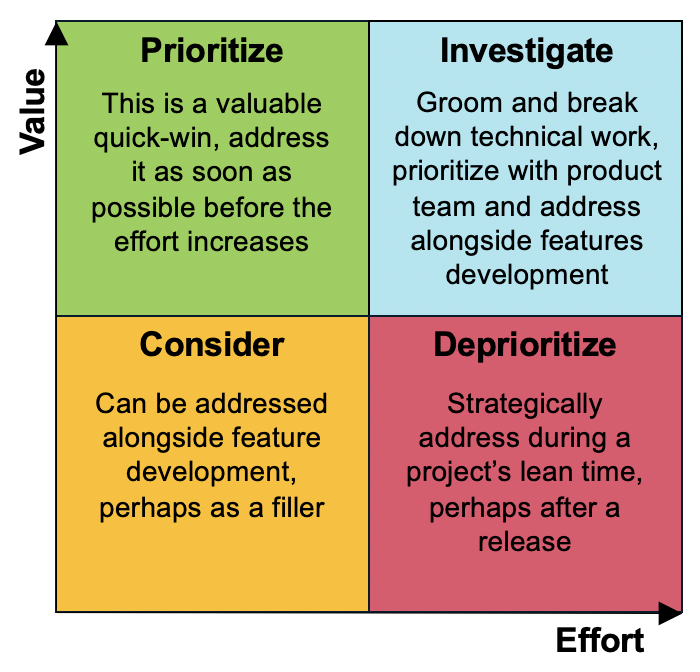 Value
Prioritize
This is a valuable
quick-win, address
it as soon as
possible before the
effort increases
Investigate
Groom and break
down technical work,
prioritize with product
team and address
alongside features
development
Consider
Can be addressed
alongside feature
development,
perhaps as a filler
Deprioritize
Strategically
address during a
project’s lean time,
perhaps after a
release
Effort